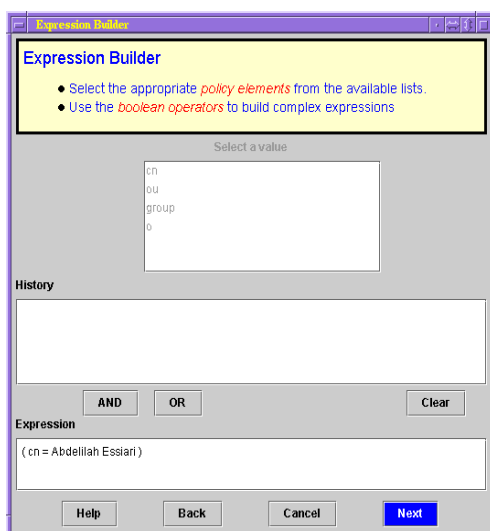 Expression Builder
Expression Builder
Select the appropriate policy elements from the available lists.
Use the boolean operators to build complex expressions
Select a value
cn
ou
group
o
History
AND OR Clear
Expression
( cn = Abdelilah Essiari )
Help Back Cancel Next